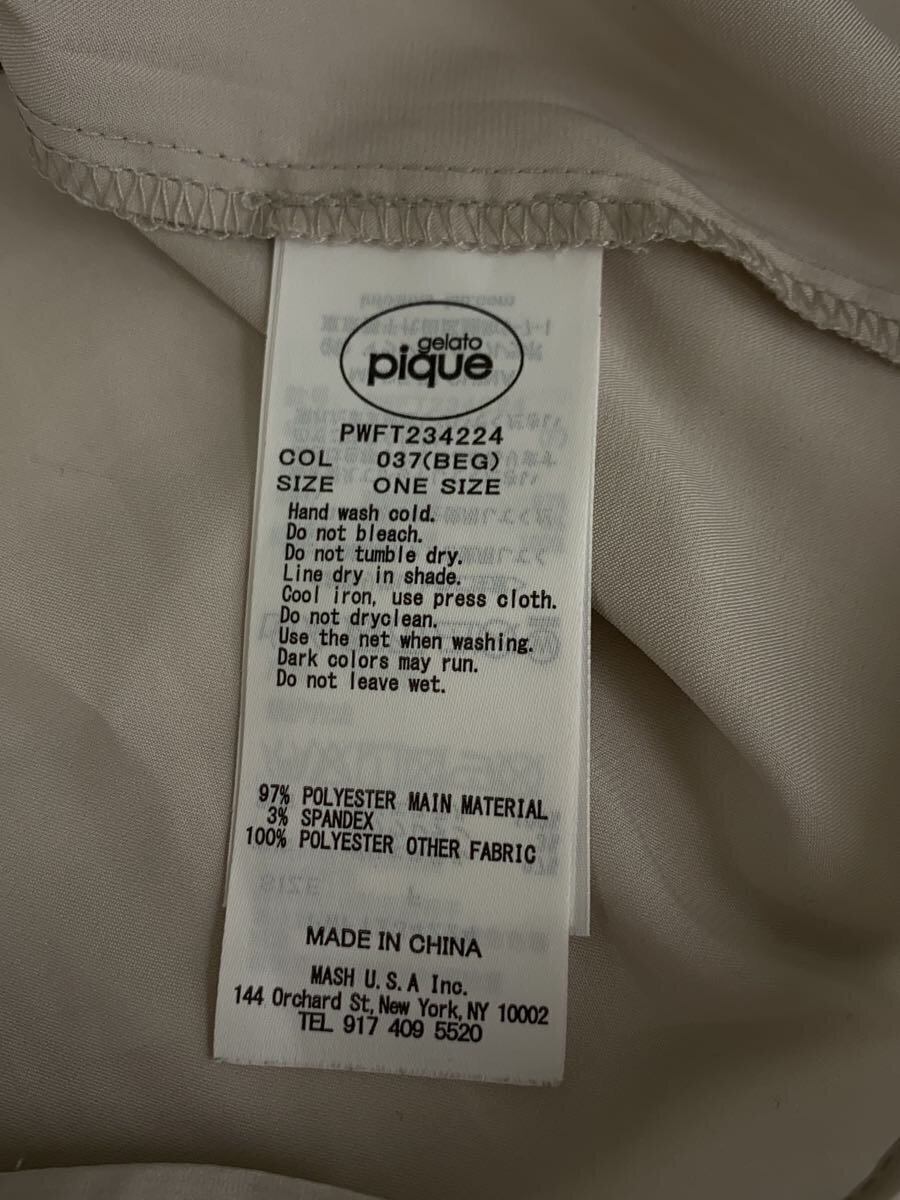 gelato
pique
PWFT234224
COL 037(BEG)
SIZE ONE SIZE
Hand wash cold.
Do not bleach.
Do not tumble dry.
Line dry in shade.
Cool iron, use press cloth.
Do not dryclean.
Use the net when washing.
Dark colors may run.
Do not leave wet.
97% POLYESTER MAIN MATERIAL
3% SPANDEX
100% POLYESTER OTHER FABRIC
MADE IN CHINA
MASH U.S.A Inc.
144 Orchard St, New York, NY 10002
TEL 917 409 5520